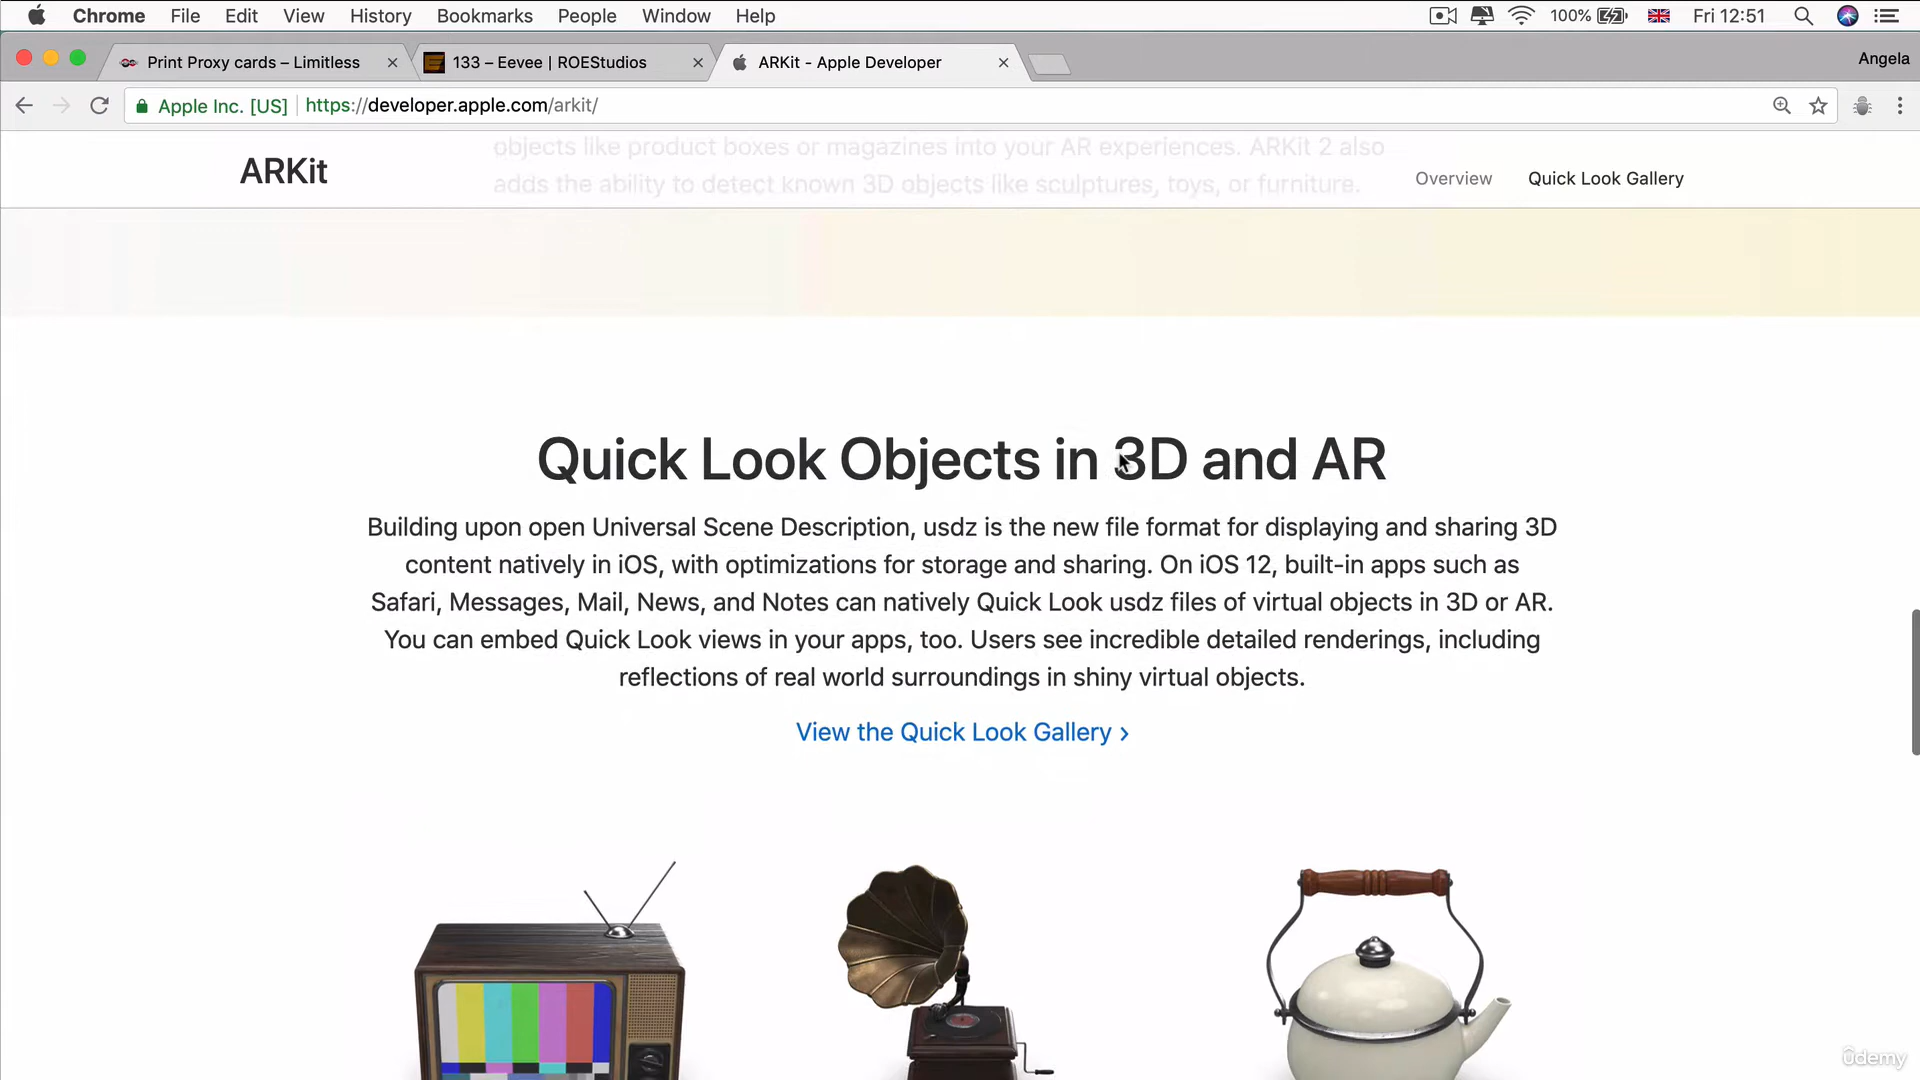 Chrome File Edit View History Bookmarks People Window Help 100% Fri 12:51
Print Proxy cards – Limitless 133 – Eevee | ROEStudios ARKit - Apple Developer Angela
Apple Inc. [US] https://developer.apple.com/arkit/
objects like product boxes or magazines into your AR experiences. ARKit 2 also
adds the ability to detect known 3D objects like sculptures, toys, or furniture.
ARKit Overview Quick Look Gallery
Quick Look Objects in 3D and AR
Building upon open Universal Scene Description, usdz is the new file format for displaying and sharing 3D
content natively in iOS, with optimizations for storage and sharing. On iOS 12, built-in apps such as
Safari, Messages, Mail, News, and Notes can natively Quick Look usdz files of virtual objects in 3D or AR.
You can embed Quick Look views in your apps, too. Users see incredible detailed renderings, including
reflections of real world surroundings in shiny virtual objects.
View the Quick Look Gallery ›
ûdemy